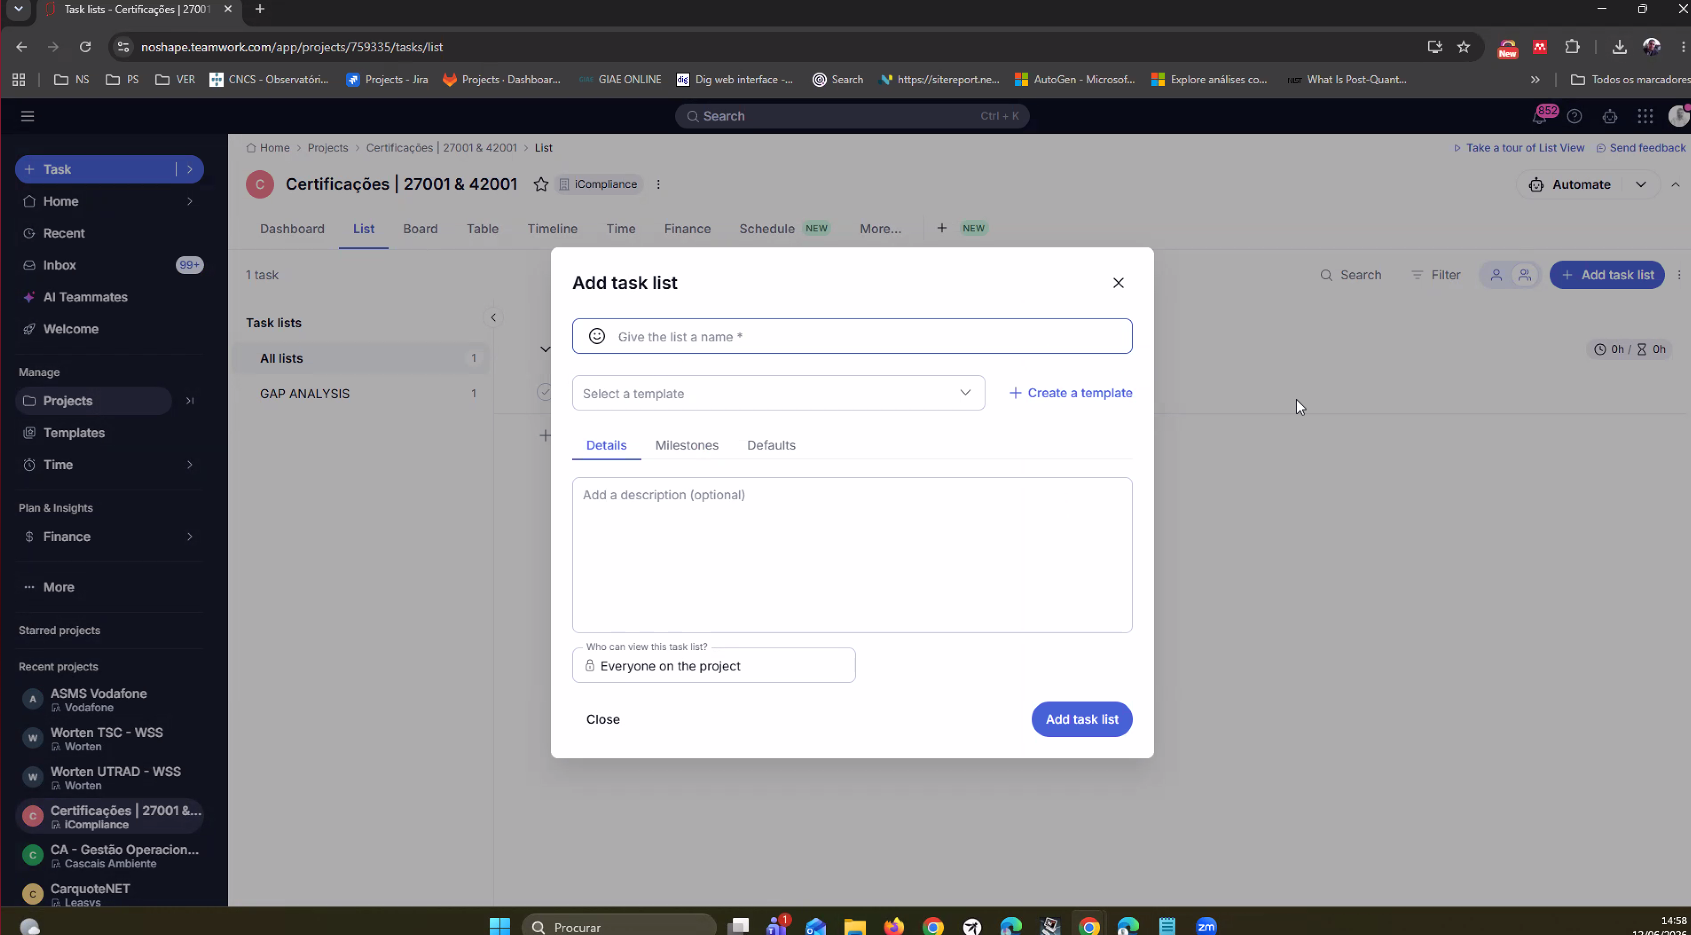 Task lists - Certificações | 27001
noshape.teamwork.com/app/projects/759335/tasks/list
New
NS
PS
VER
CNCS - Observatóri...
Projects - Jira
Projects · Dashboar...
GIAE ONLINE
Dig web interface -...
Search
https://sitereport.ne...
AutoGen - Microsof...
Explore análises co...
What Is Post-Quant...
Todos os marcadores
Search
Ctrl + K
852
Task
Home
Recent
Inbox
99+
AI Teammates
Welcome
Manage
Projects
Templates
Time
Plan & Insights
Finance
More
Starred projects
Recent projects
A
ASMS Vodafone
Vodafone
W
Worten TSC - WSS
Worten
W
Worten UTRAD - WSS
Worten
C
Certificações | 27001 &...
iCompliance
C
CA - Gestão Operacion...
Cascais Ambiente
C
CarquoteNET
Leasys
Home > Projects > Certificações | 27001 & 42001 > List
Take a tour of List View
Send feedback
C
Certificações | 27001 & 42001
iCompliance
Automate
Dashboard
List
Board
Table
Timeline
Time
Finance
Schedule
NEW
More...
NEW
1 task
Search
Filter
Add task list
Task lists
All lists
1
GAP ANALYSIS
1
0h / 0h
Add task list
Give the list a name *
Select a template
Create a template
Details
Milestones
Defaults
Add a description (optional)
Who can view this task list?
Everyone on the project
Close
Add task list
Procurar
1
zm
14:58